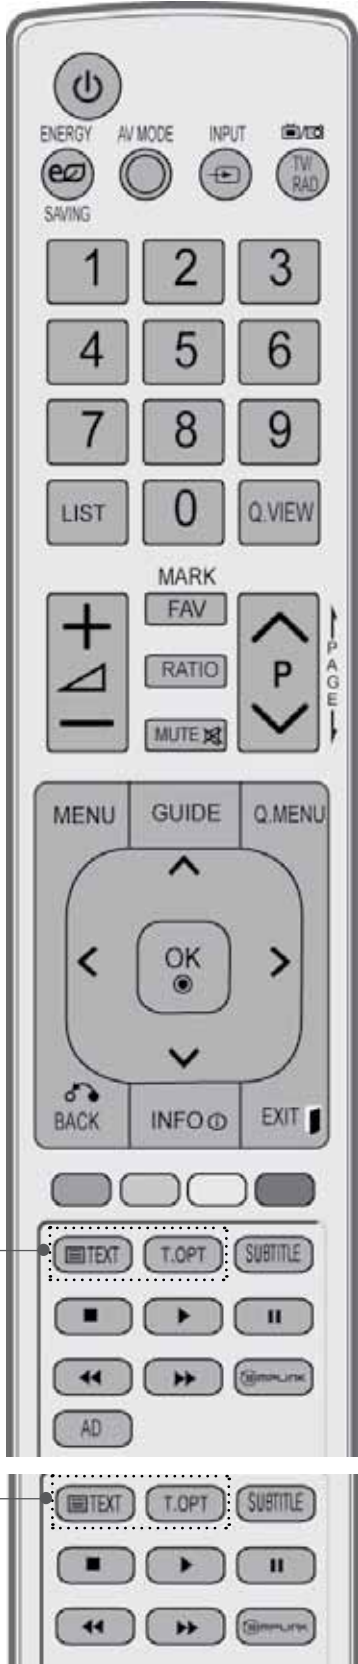 ENERGY AV MODE INPUT
TV/
RAD
SAVING
1 2 3
4 5 6
7 8 9
LIST 0 Q.VIEW
MARK
FAV
RATIO P PAGE
MUTE
MENU GUIDE Q.MENU
OK
BACK INFO EXIT
TEXT T.OPT SUBTITLE
SIMPLINK
AD
TEXT T.OPT SUBTITLE
SIMPLINK